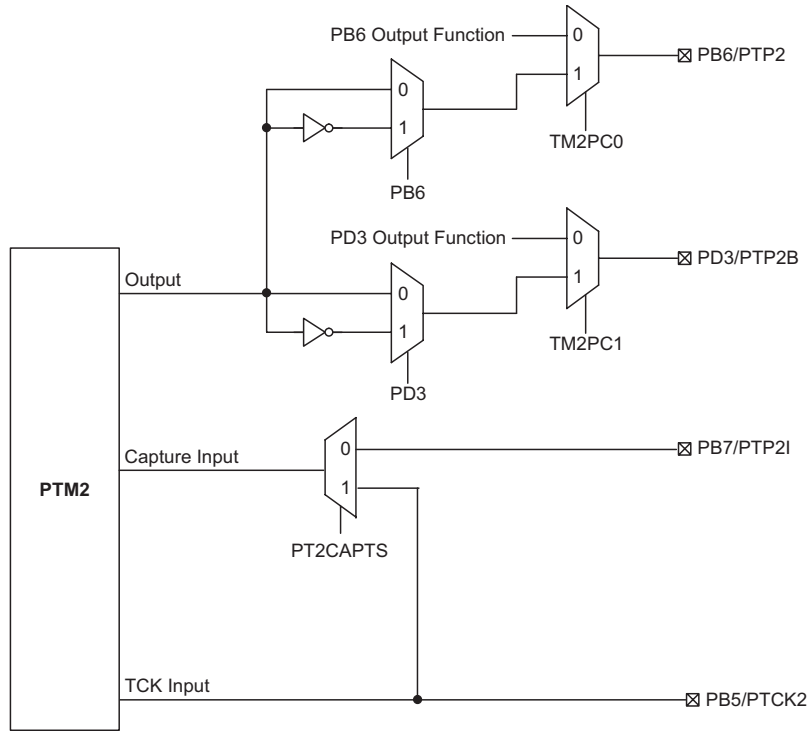 PB6 Output Function
0
1
PB6/PTP2
TM2PC0
0
1
PB6
PD3 Output Function
0
1
PD3/PTP2B
TM2PC1
Output
0
1
PD3
Capture Input
0
1
PB7/PTP2I
PT2CAPTS
PTM2
TCK Input
PB5/PTCK2